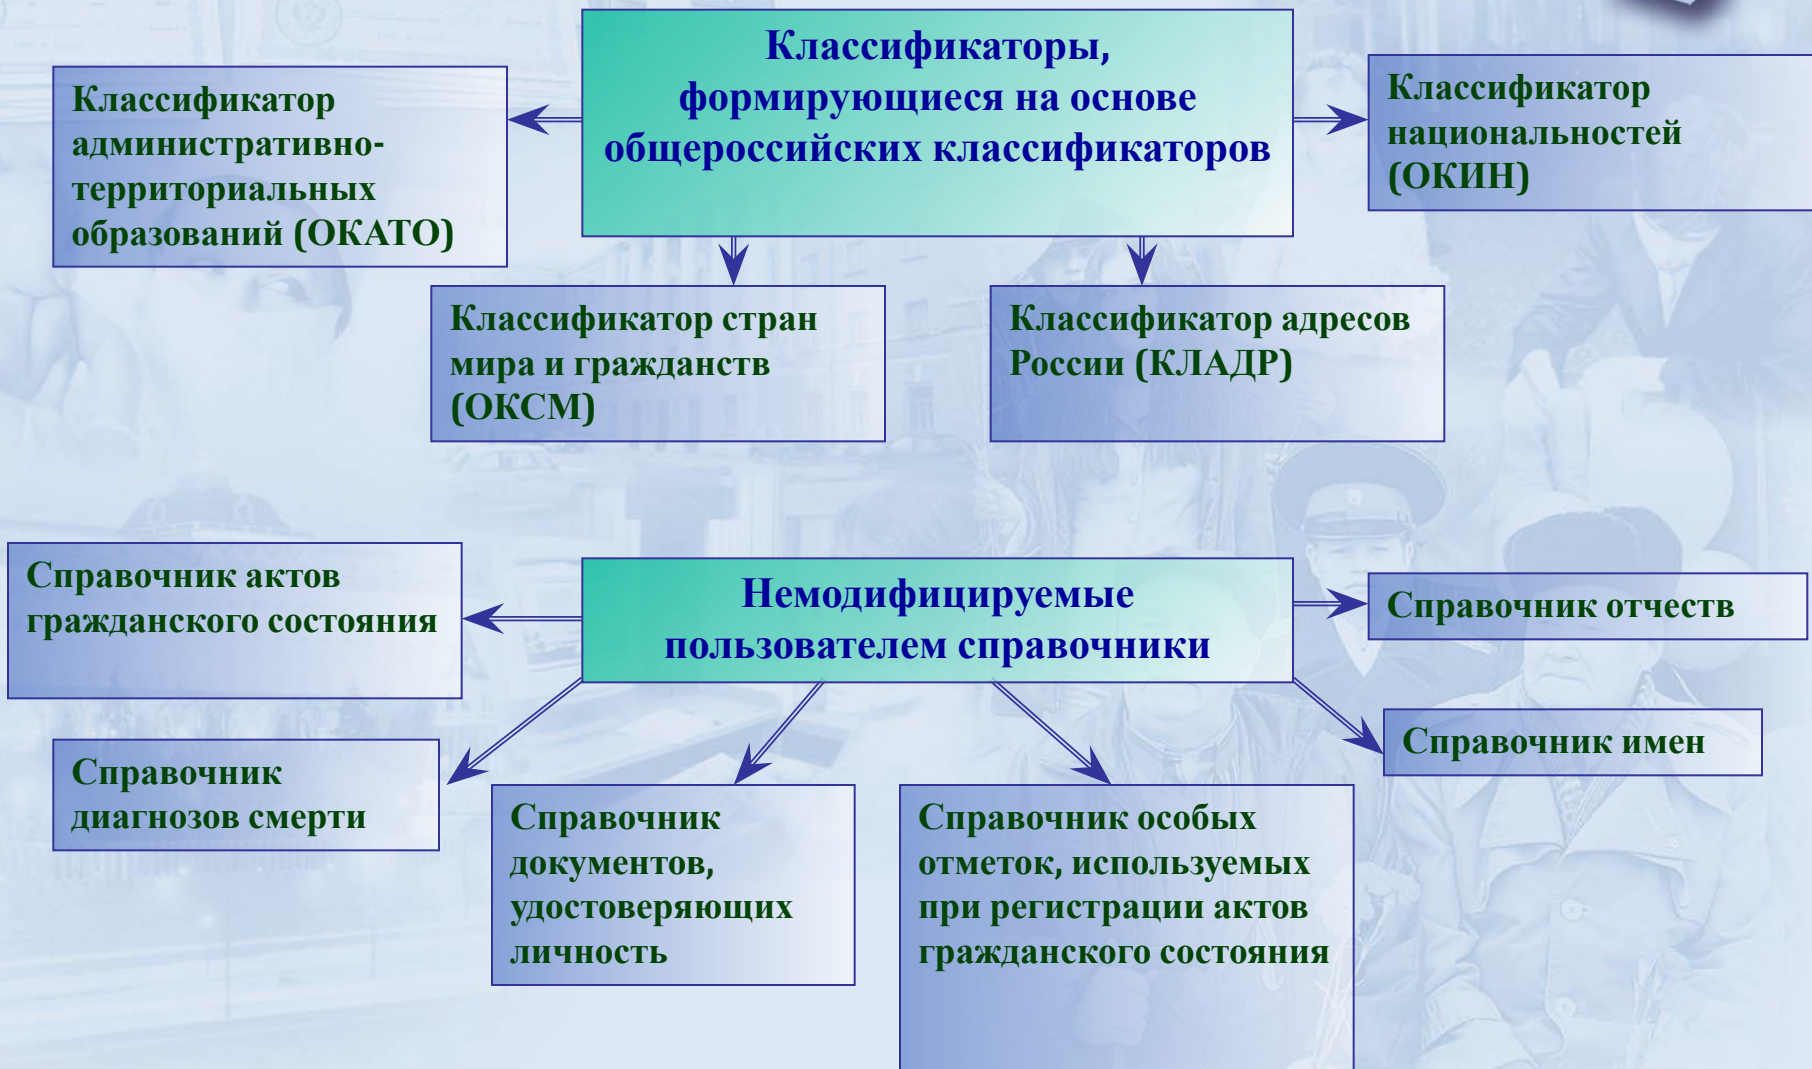 Классификаторы,
формирующиеся на основе
общероссийских классификаторов
Классификатор
административно-
территориальных
образований (ОКАТО)
Классификатор
национальностей
(ОКИН)
Классификатор стран
мира и гражданств
(ОКСМ)
Классификатор адресов
России (КЛАДР)
Немодифицируемые
пользователем справочники
Справочник актов
гражданского состояния
Справочник отчеств
Справочник
диагнозов смерти
Справочник
документов,
удостоверяющих
личность
Справочник особых
отметок, используемых
при регистрации актов
гражданского состояния
Справочник имен